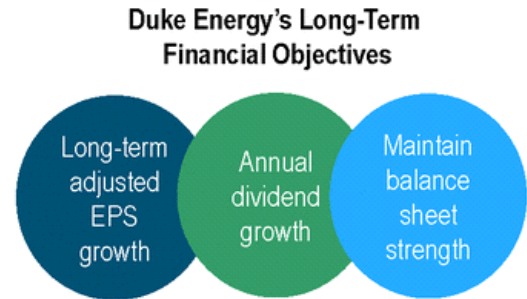 Duke Energy's Long-Term
Financial Objectives
Long-term
adjusted
EPS
growth
Annual
dividend
growth
Maintain
balance
sheet
strength